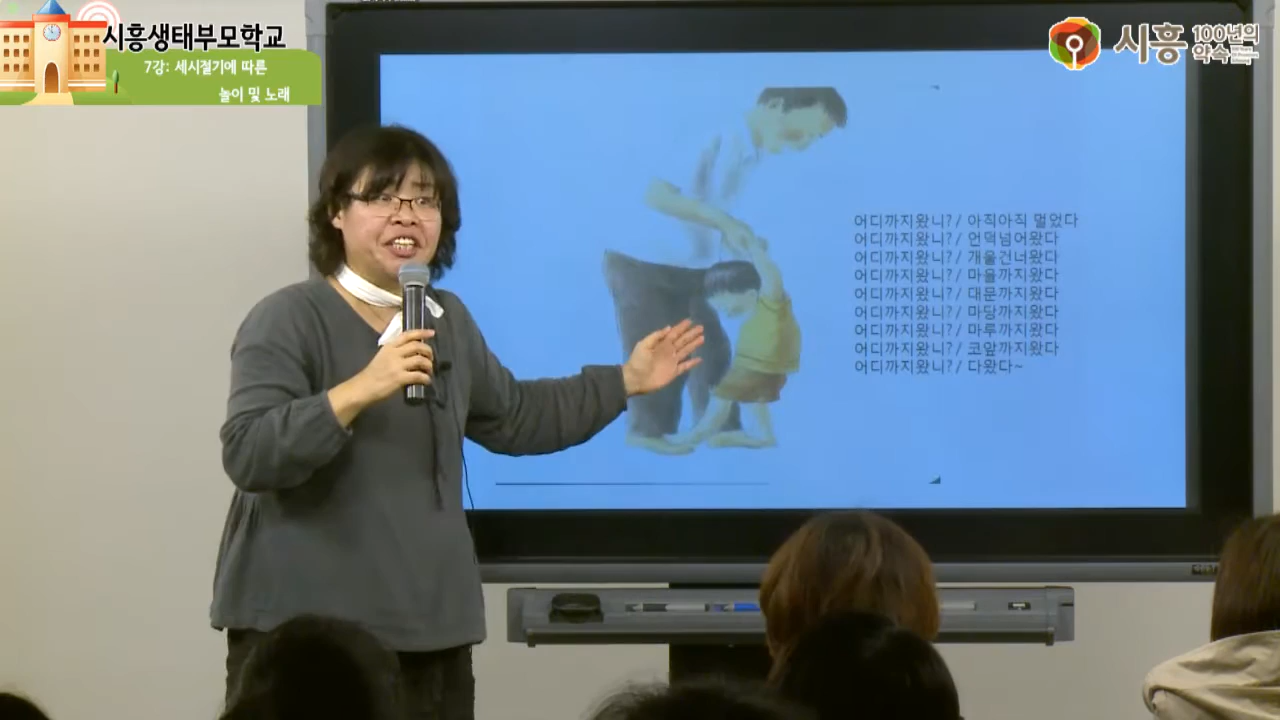 시흥생태부모학교
7강: 세시절기에 따른
놀이 및 노래
시흥 100년의
약속
어디까지왔니? / 아직아직 멀었다
어디까지왔니? / 언덕넘어왔다
어디까지왔니? / 개울건너왔다
어디까지왔니? / 마을까지왔다
어디까지왔니? / 대문까지왔다
어디까지왔니? / 마당까지왔다
어디까지왔니? / 마루까지왔다
어디까지왔니? / 코앞까지왔다
어디까지왔니? / 다왔다~